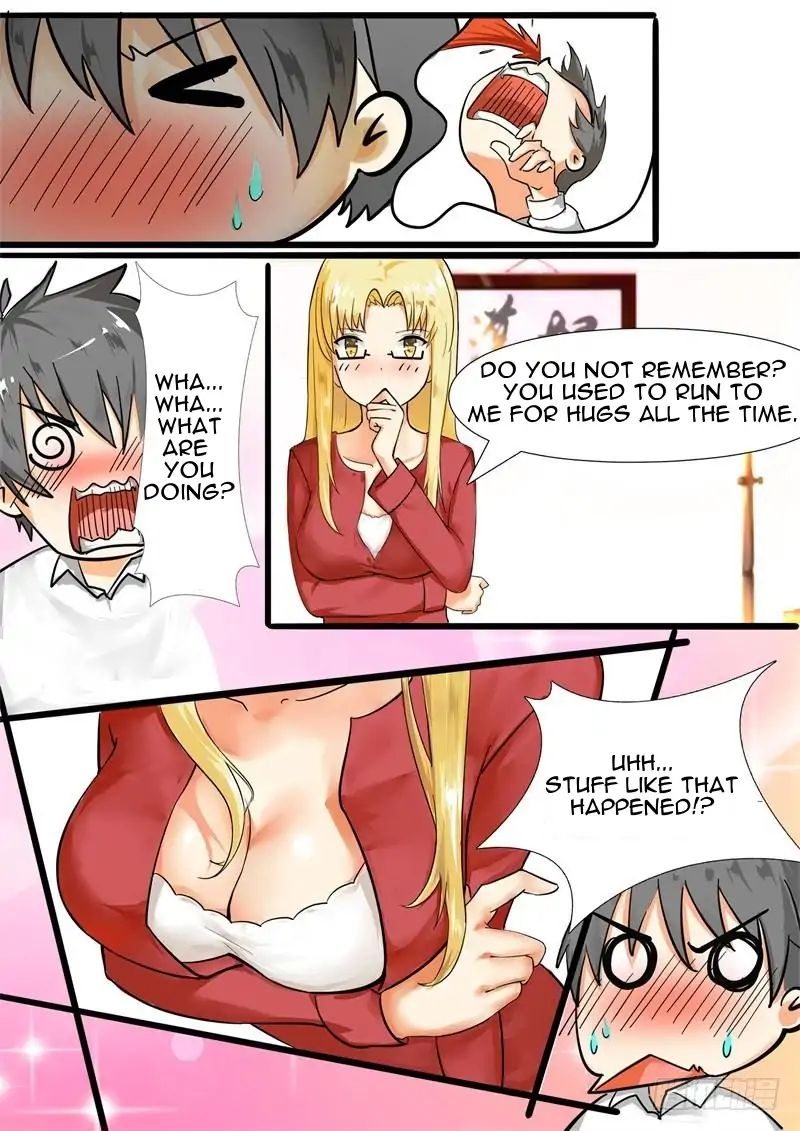 WHA...
WHA...
WHAT
ARE
YOU
DOING?
DO YOU NOT REMEMBER?
YOU USED TO RUN TO
ME FOR HUGS ALL THE TIME.
UHH...
STUFF LIKE THAT
HAPPENED!?